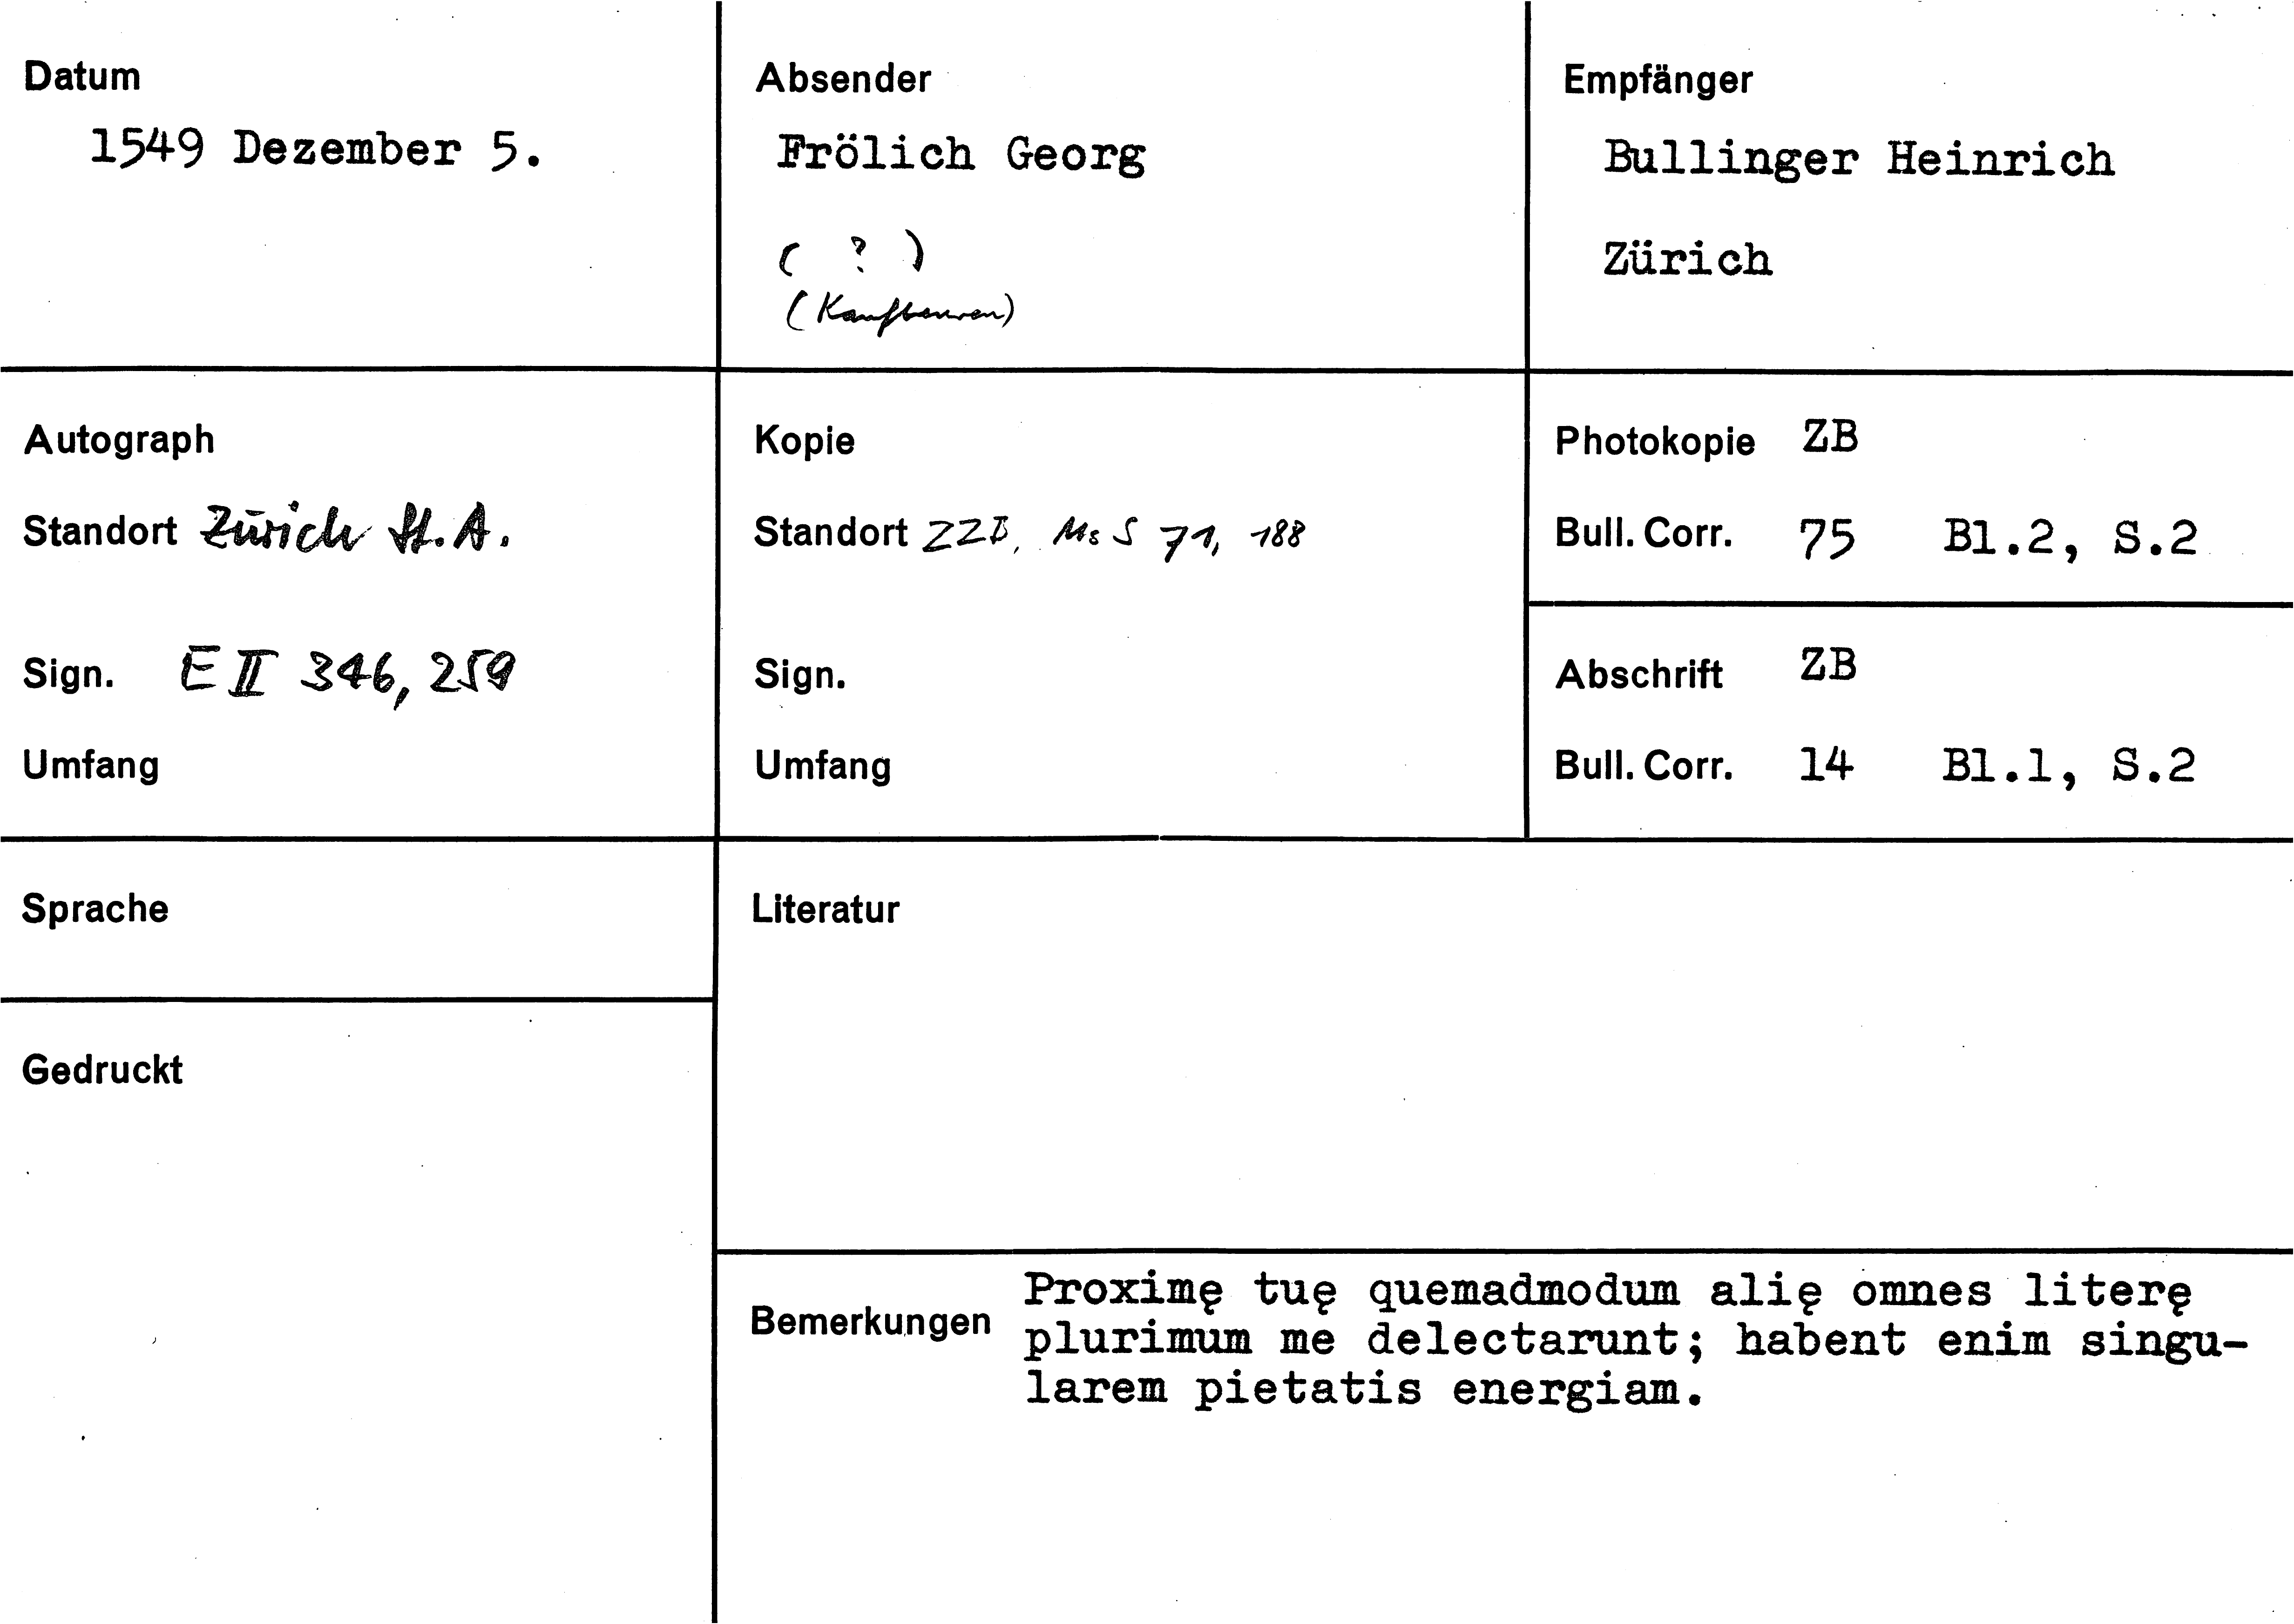 Datum
1549 Dezember 5.
Absender
Frölich Georg
( ? )
(Kaufbeuren)
Empfänger
Bullinger Heinrich
Zürich
Autograph
Standort Zürich St.A.
Sign. E II 346, 259
Umfang
Kopie
Standort ZZB, Ms S 71, 188
Sign.
Umfang
Photokopie ZB
Bull. Corr. 75 Bl.2, S.2
Abschrift ZB
Bull. Corr. 14 Bl.1, S.2
Sprache
Gedruckt
Literatur
Bemerkungen
Proximę tuę quemadmodum alię omnes literę
plurimum me delectarunt; habent enim singu-
larem pietatis energiam.